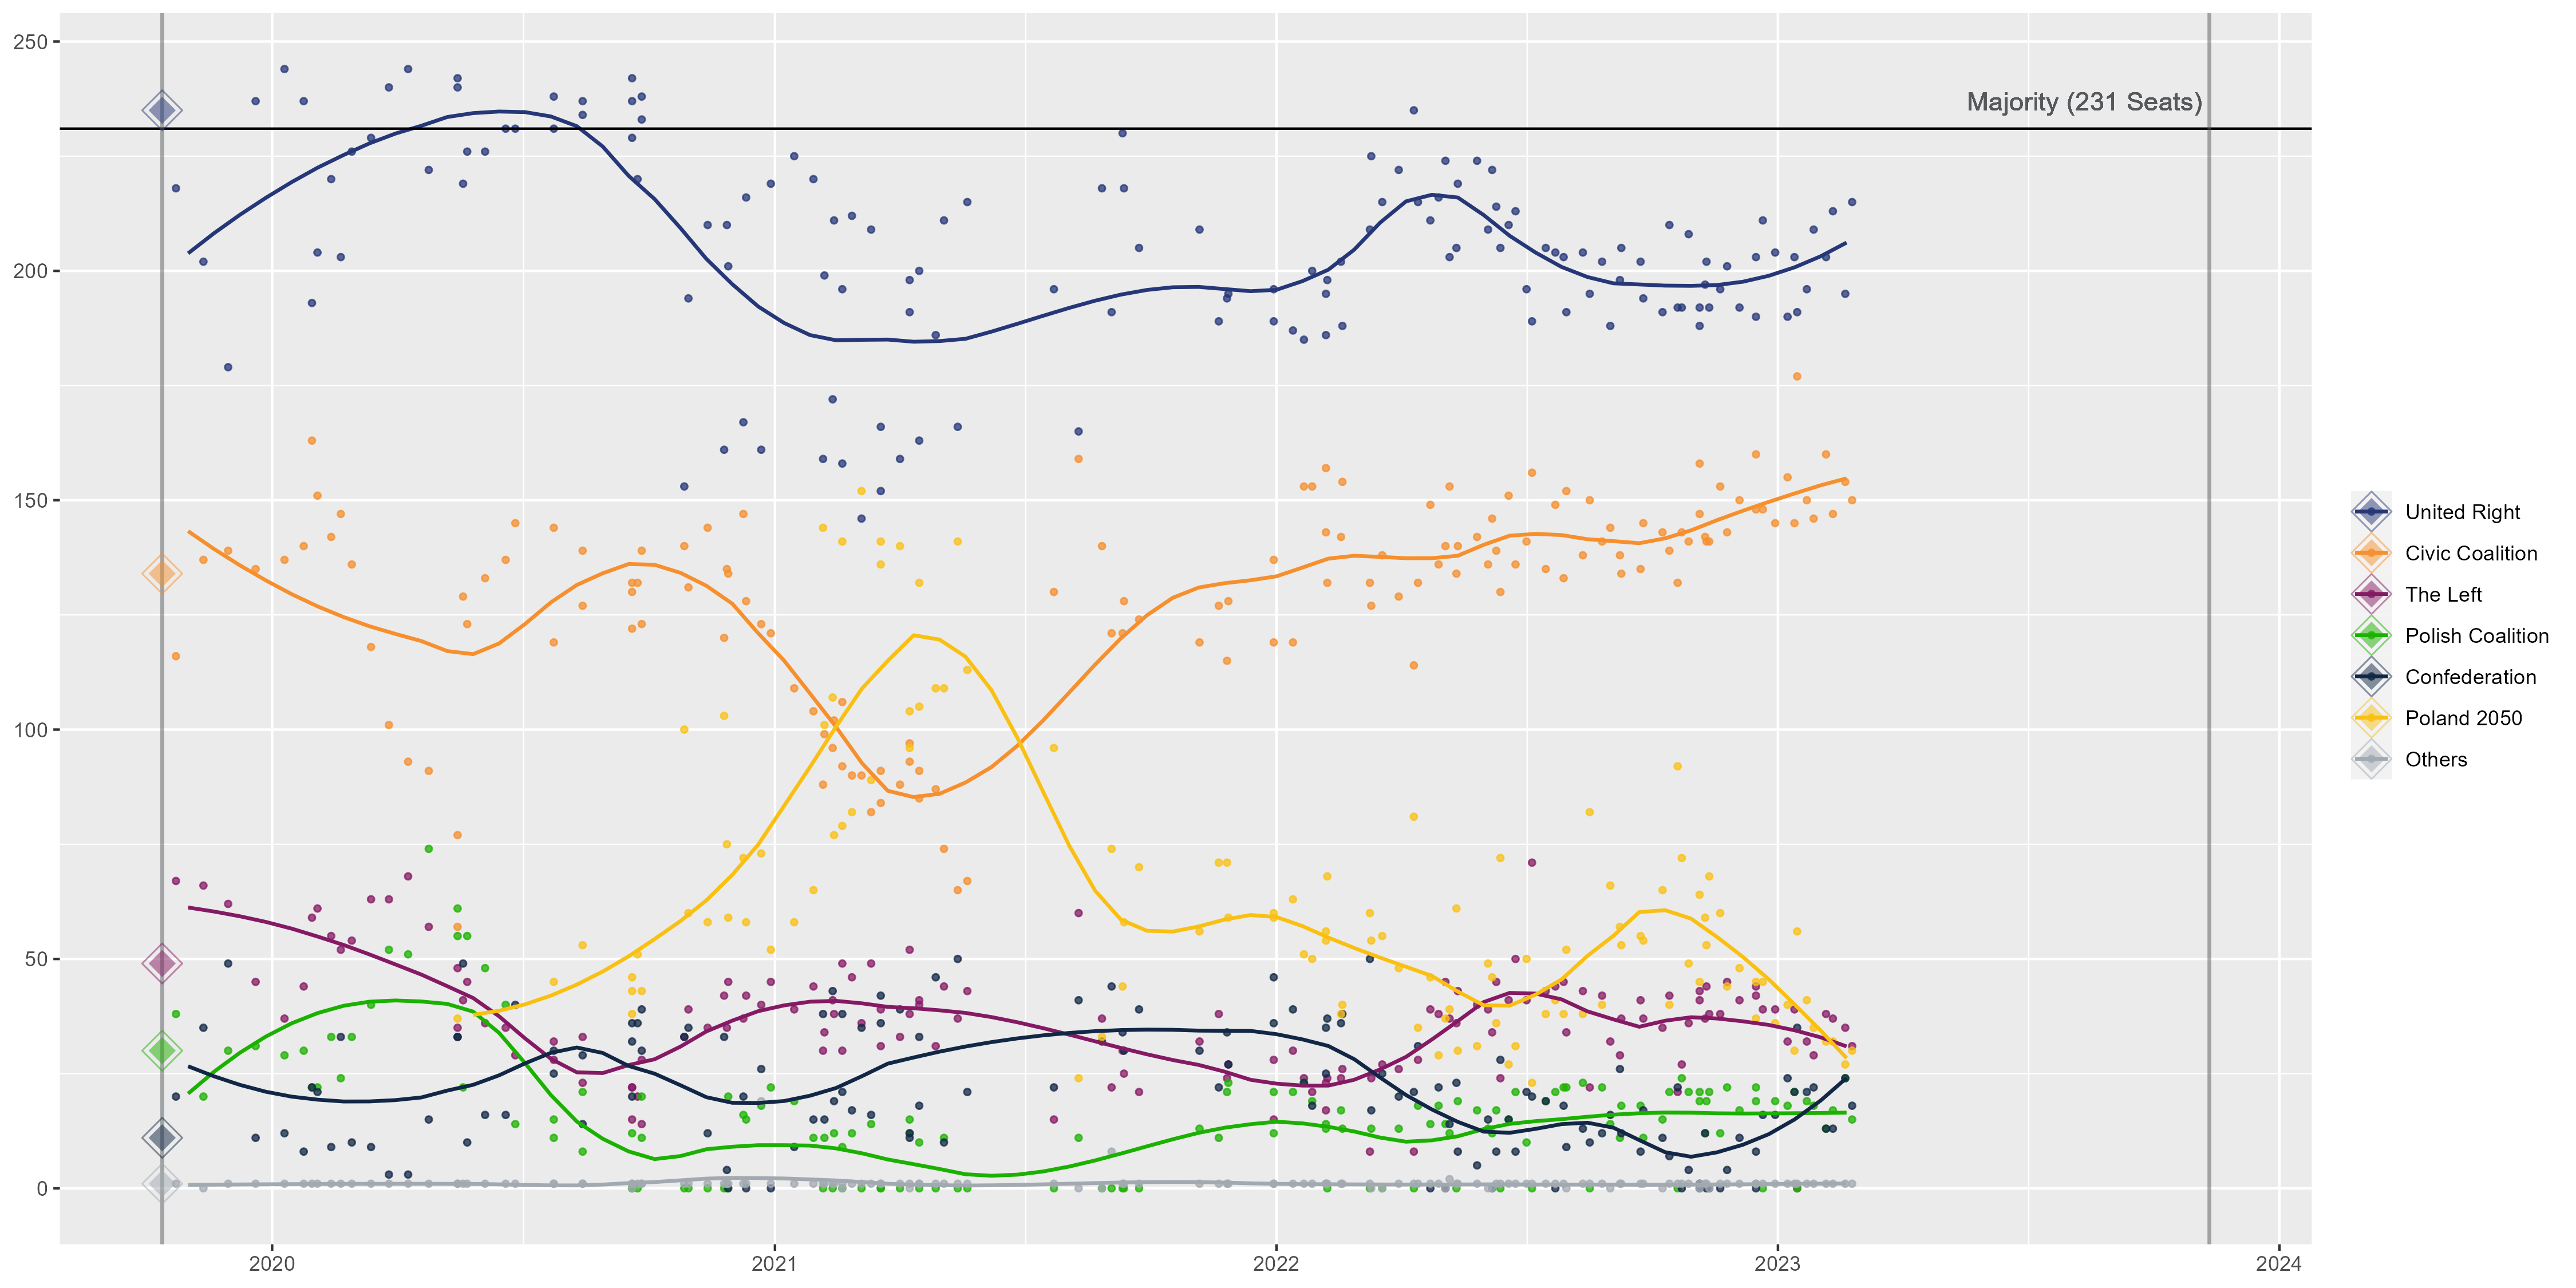 250
Majority (231 Seats)
200
150
100
50
0
2020
2021
2022
2023
2024
United Right
Civic Coalition
The Left
Polish Coalition
Confederation
Poland 2050
Others